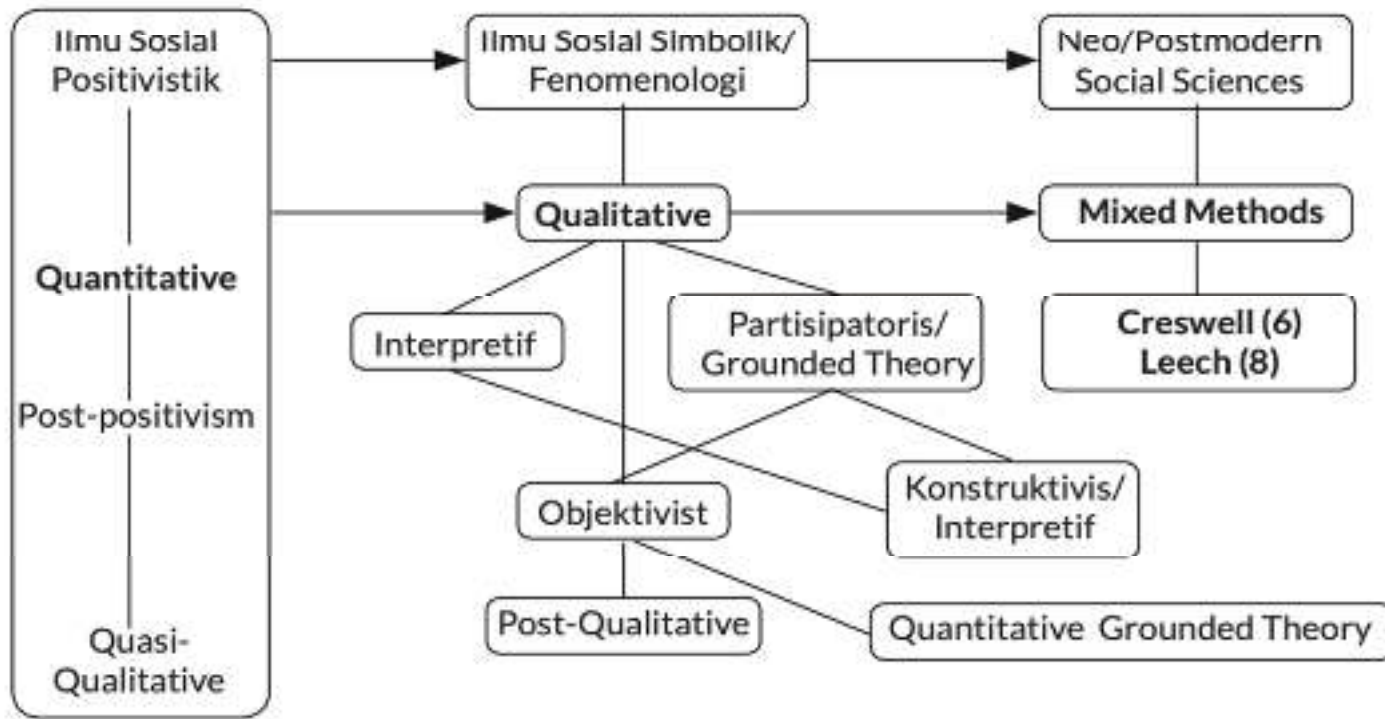 Ilmu Sosial
Positivistik
Ilmu Sosial Simbolik/
Fenomenologi
Neo/Postmodern
Social Sciences
Quantitative
Qualitative
Mixed Methods
Interpretif
Partisipatoris/
Grounded Theory
Creswell (6)
Leech (8)
Post-positivism
Objektivist
Konstruktivis/
Interpretif
Quasi-
Qualitative
Post-Qualitative
Quantitative Grounded Theory